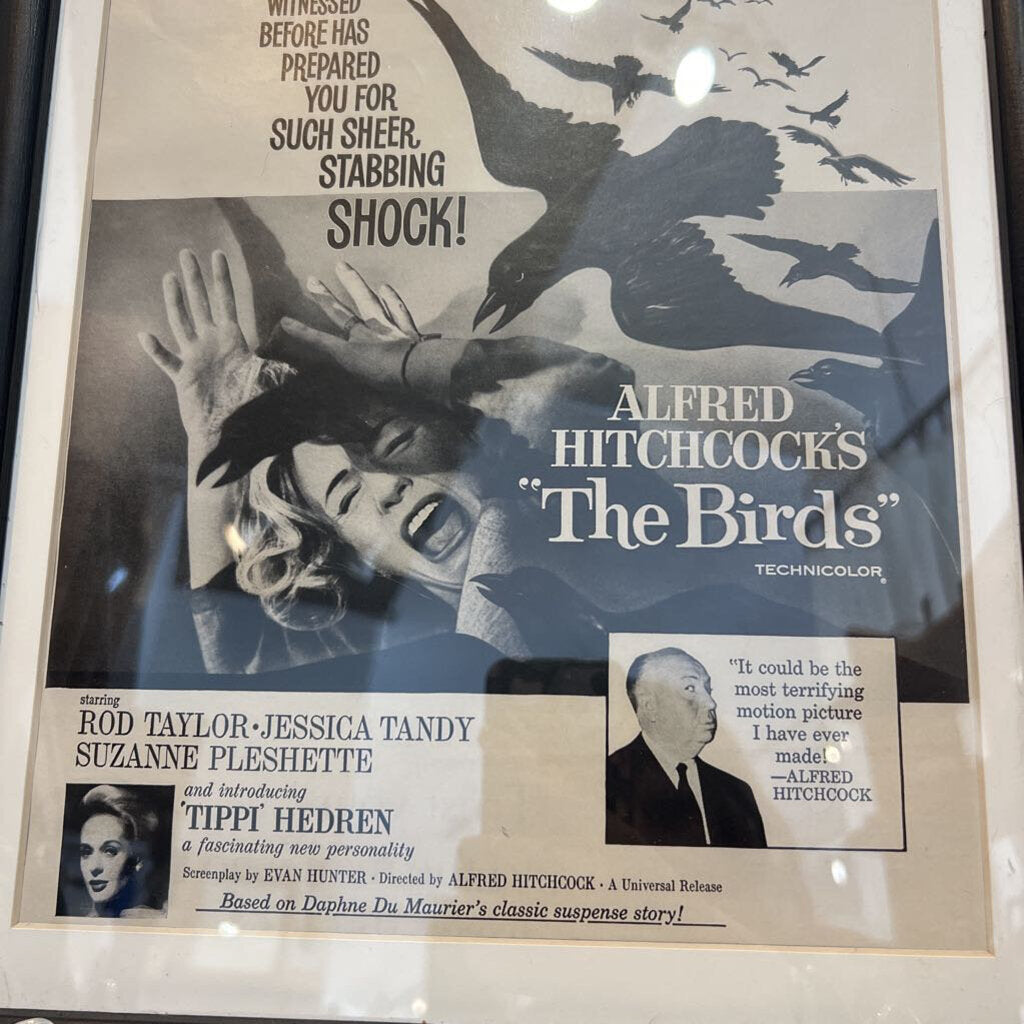 WITNESSED
BEFORE HAS
PREPARED
YOU FOR
SUCH SHEER
STABBING
SHOCK!
ALFRED
HITCHCOCK'S
"The Birds"
TECHNICOLOR®
"It could be the
most terrifying
motion picture
I have ever
made!"
—ALFRED
HITCHCOCK
starring
ROD TAYLOR • JESSICA TANDY
SUZANNE PLESHETTE
and introducing
'TIPPI' HEDREN
a fascinating new personality
Screenplay by EVAN HUNTER • Directed by ALFRED HITCHCOCK • A Universal Release
Based on Daphne Du Maurier's classic suspense story!